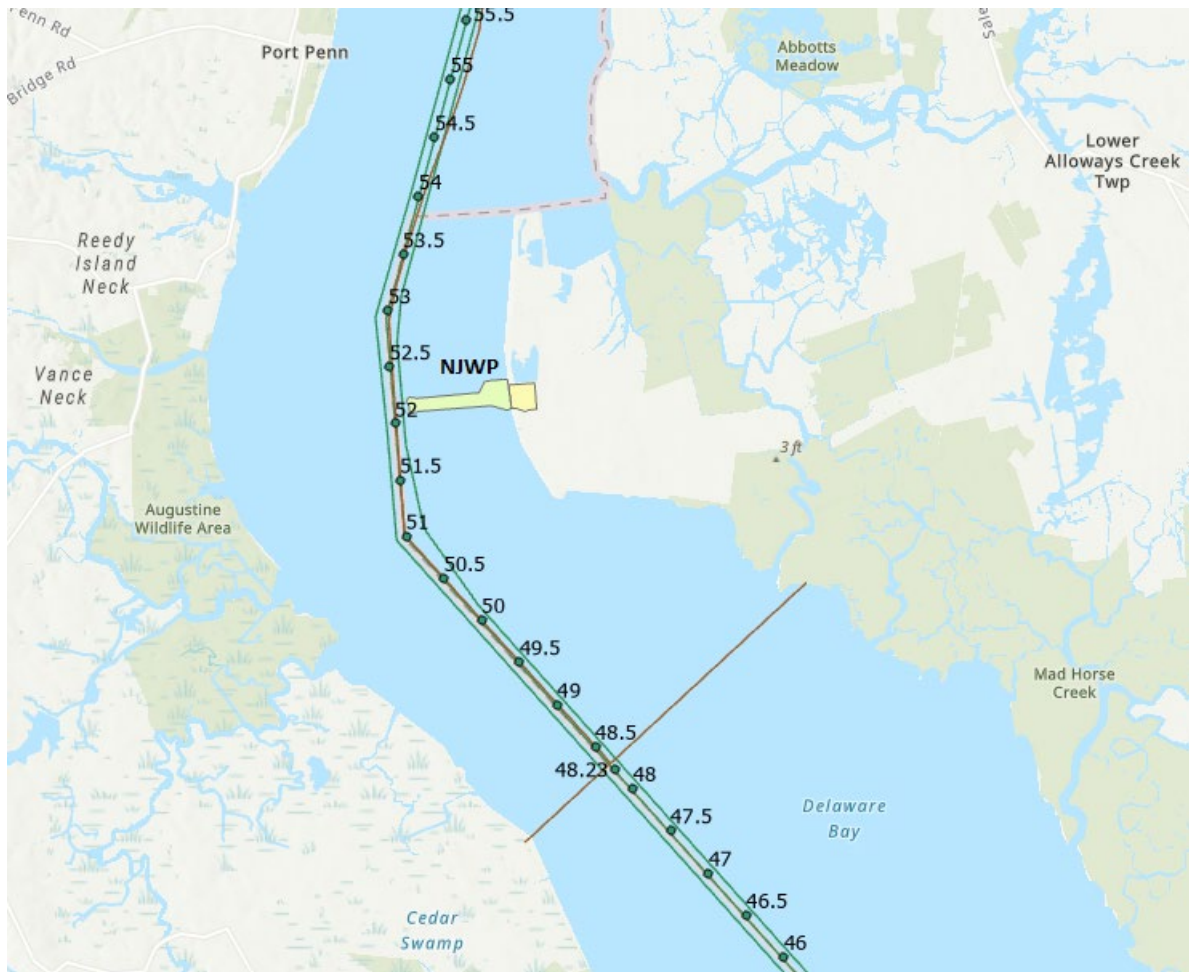 55.5
Penn Rd
Port Penn
Sale
Abbotts
Meadow
Bridge Rd
55
54.5
Lower
Alloways Creek
Twp
54
Reedy
Island
Neck
53.5
53
52.5
NJWP
Vance
Neck
52
3 ft
51.5
Augustine
Wildlife Area
51
50.5
50
49.5
Mad Horse
Creek
49
48.5
48.23
48
Delaware
Bay
47.5
47
46.5
Cedar
Swamp
46